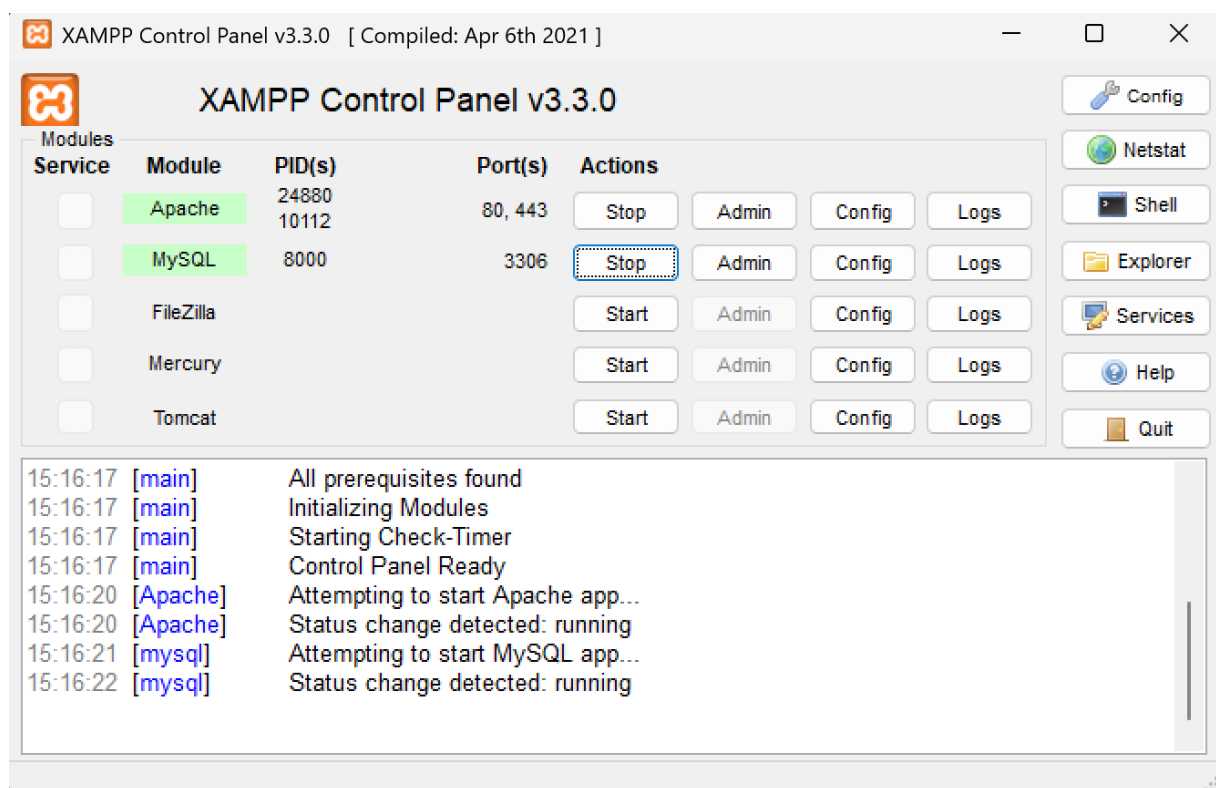 XAMPP Control Panel v3.3.0 [ Compiled: Apr 6th 2021 ]
XAMPP Control Panel v3.3.0
Config
Modules
Netstat
Service Module PID(s) Port(s) Actions
Apache 24880 10112 80, 443 Stop Admin Config Logs
Shell
MySQL 8000 3306 Stop Admin Config Logs
Explorer
FileZilla Start Admin Config Logs
Services
Mercury Start Admin Config Logs
Help
Tomcat Start Admin Config Logs
Quit
15:16:17 [main] All prerequisites found
15:16:17 [main] Initializing Modules
15:16:17 [main] Starting Check-Timer
15:16:17 [main] Control Panel Ready
15:16:20 [Apache] Attempting to start Apache app...
15:16:20 [Apache] Status change detected: running
15:16:21 [mysql] Attempting to start MySQL app...
15:16:22 [mysql] Status change detected: running